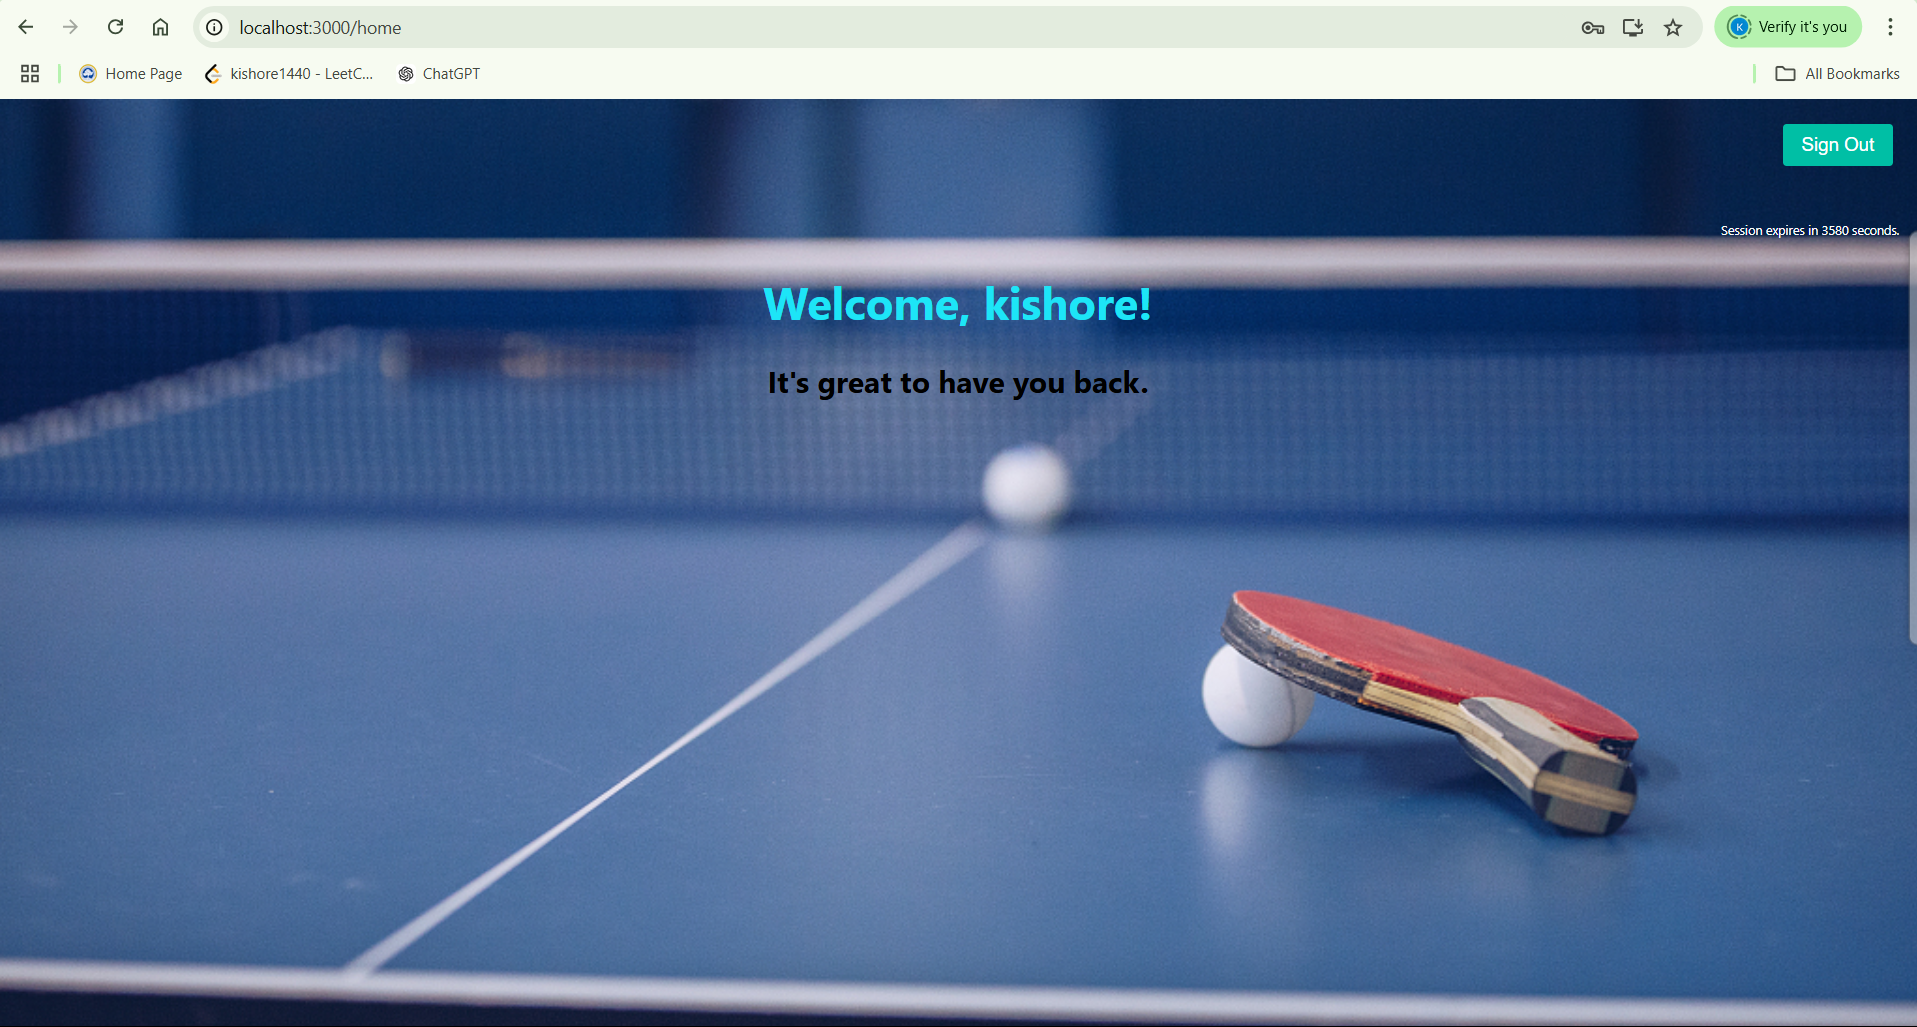 localhost:3000/home
K Verify it's you
Home Page kishore1440 - LeetC... ChatGPT All Bookmarks
Sign Out
Session expires in 3580 seconds.
Welcome, kishore!
It's great to have you back.